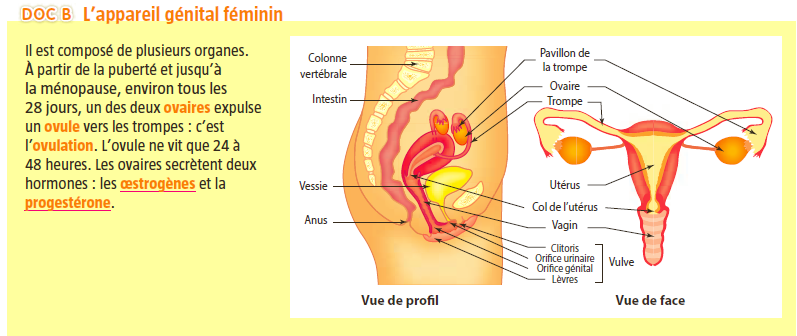 DOC B L'appareil génital féminin
Il est composé de plusieurs organes.
À partir de la puberté et jusqu'à
la ménopause, environ tous les
28 jours, un des deux ovaires expulse
un ovule vers les trompes : c'est
l'ovulation. L'ovule ne vit que 24 à
48 heures. Les ovaires secrètent deux
hormones : les œstrogènes et la
progestérone.
Colonne
vertébrale
Intestin
Vessie
Anus
Pavillon de
la trompe
Ovaire
Trompe
Utérus
Col de l'utérus
Vagin
Clitoris
Orifice urinaire
Orifice génital
Lèvres
Vulve
Vue de profil
Vue de face